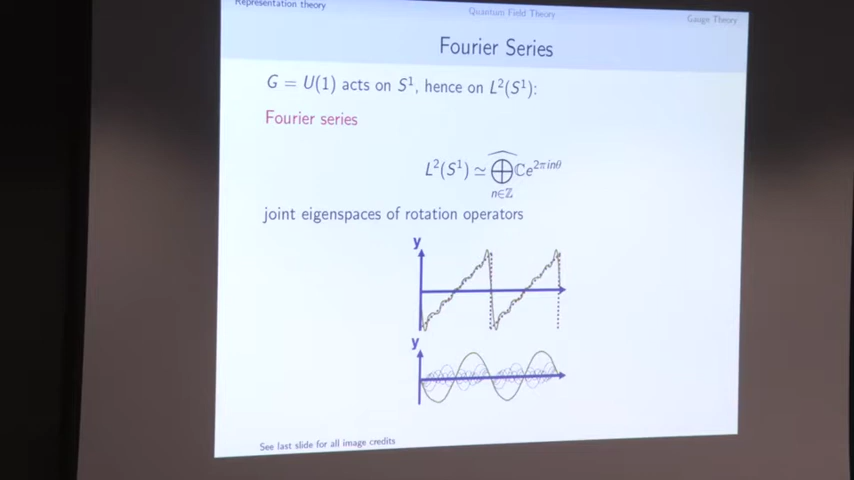 Representation theory
Quantum Field Theory
Gauge Theory
Fourier Series
G = U(1) acts on S¹, hence on L²(S¹):
Fourier series
L²(S¹) ≃ ⨁̂ ℂe^{2πinθ}
n∈ℤ
joint eigenspaces of rotation operators
y
y
See last slide for all image credits